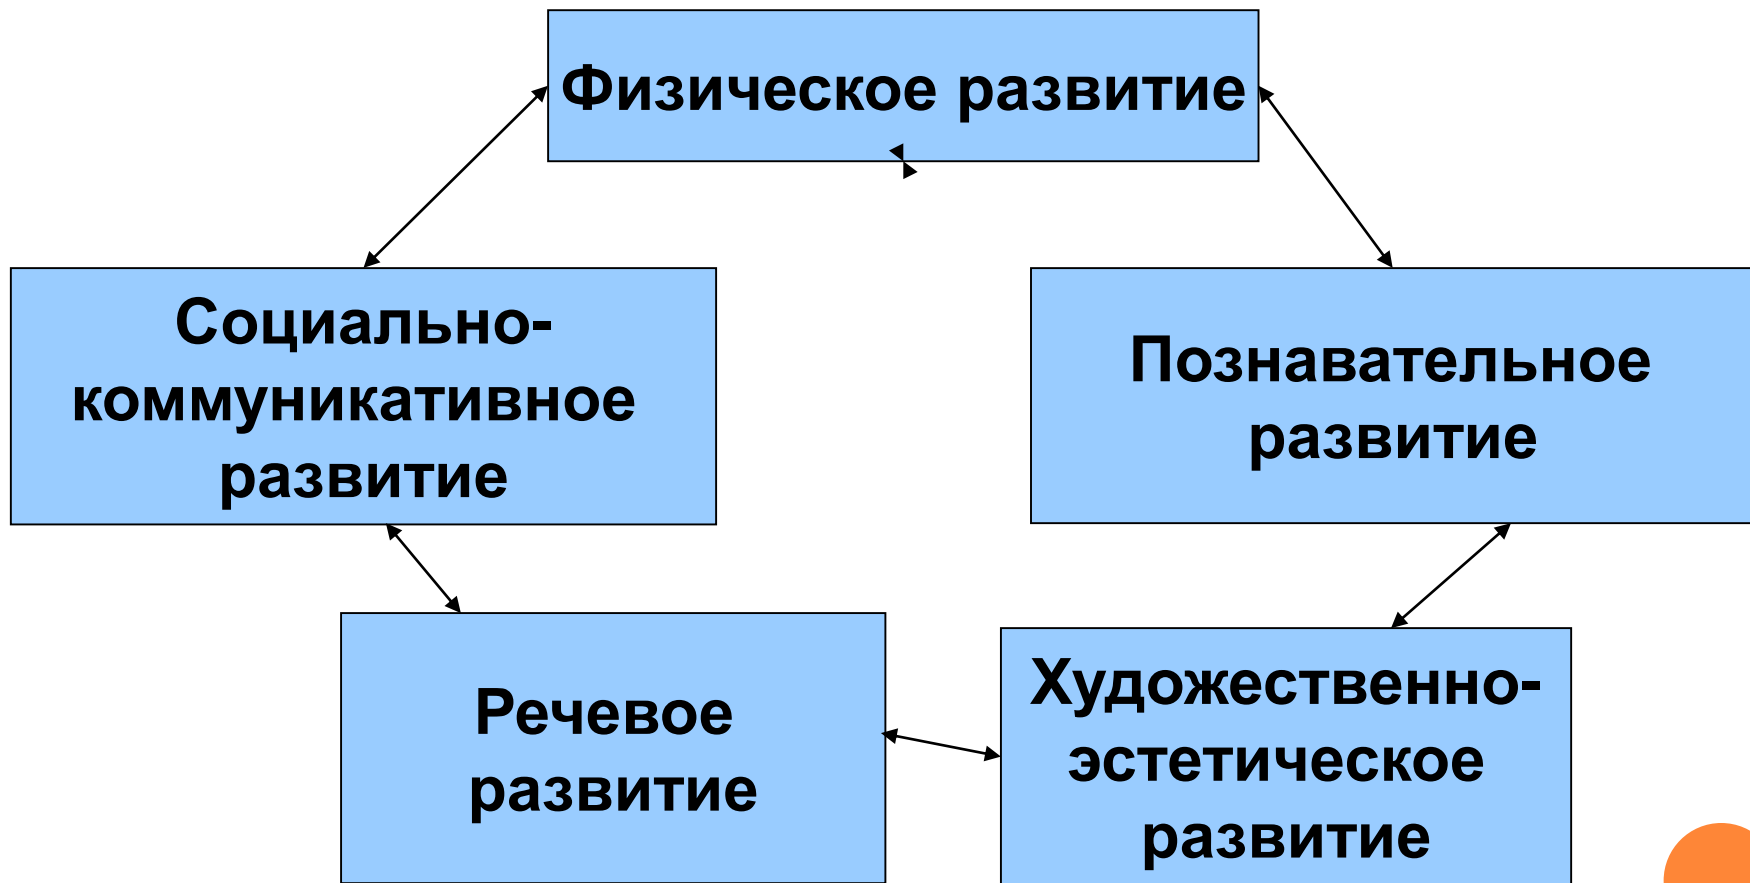 Физическое развитие
Социально-
коммуникативное
развитие
Познавательное
развитие
Речевое
развитие
Художественно-
эстетическое
развитие